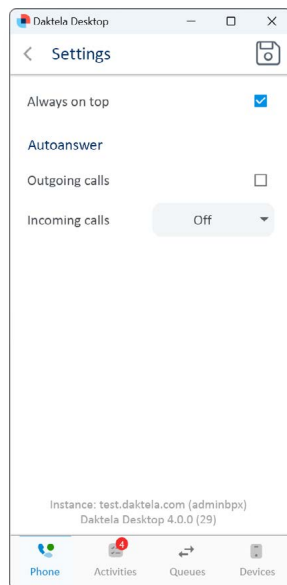 Daktela Desktop
Settings
Always on top
Autoanswer
Outgoing calls
Incoming calls Off
Instance: test.daktela.com (adminbpx)
Daktela Desktop 4.0.0 (29)
4
Phone Activities Queues Devices